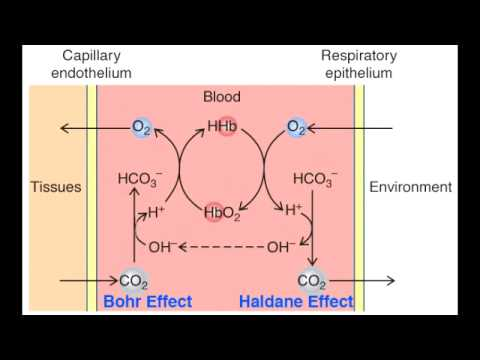 Capillary
endothelium
Respiratory
epithelium
Blood
O₂
HHb
O₂
HCO₃⁻
HCO₃⁻
Tissues
Environment
H⁺
HbO₂
H⁺
OH⁻
OH⁻
CO₂
CO₂
Bohr Effect
Haldane Effect